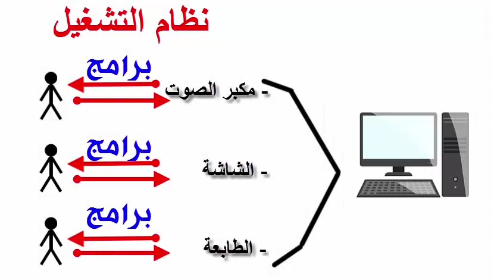 نظام التشغيل
برامج
- مكبر الصوت
برامج
- الشاشة
برامج
- الطابعة